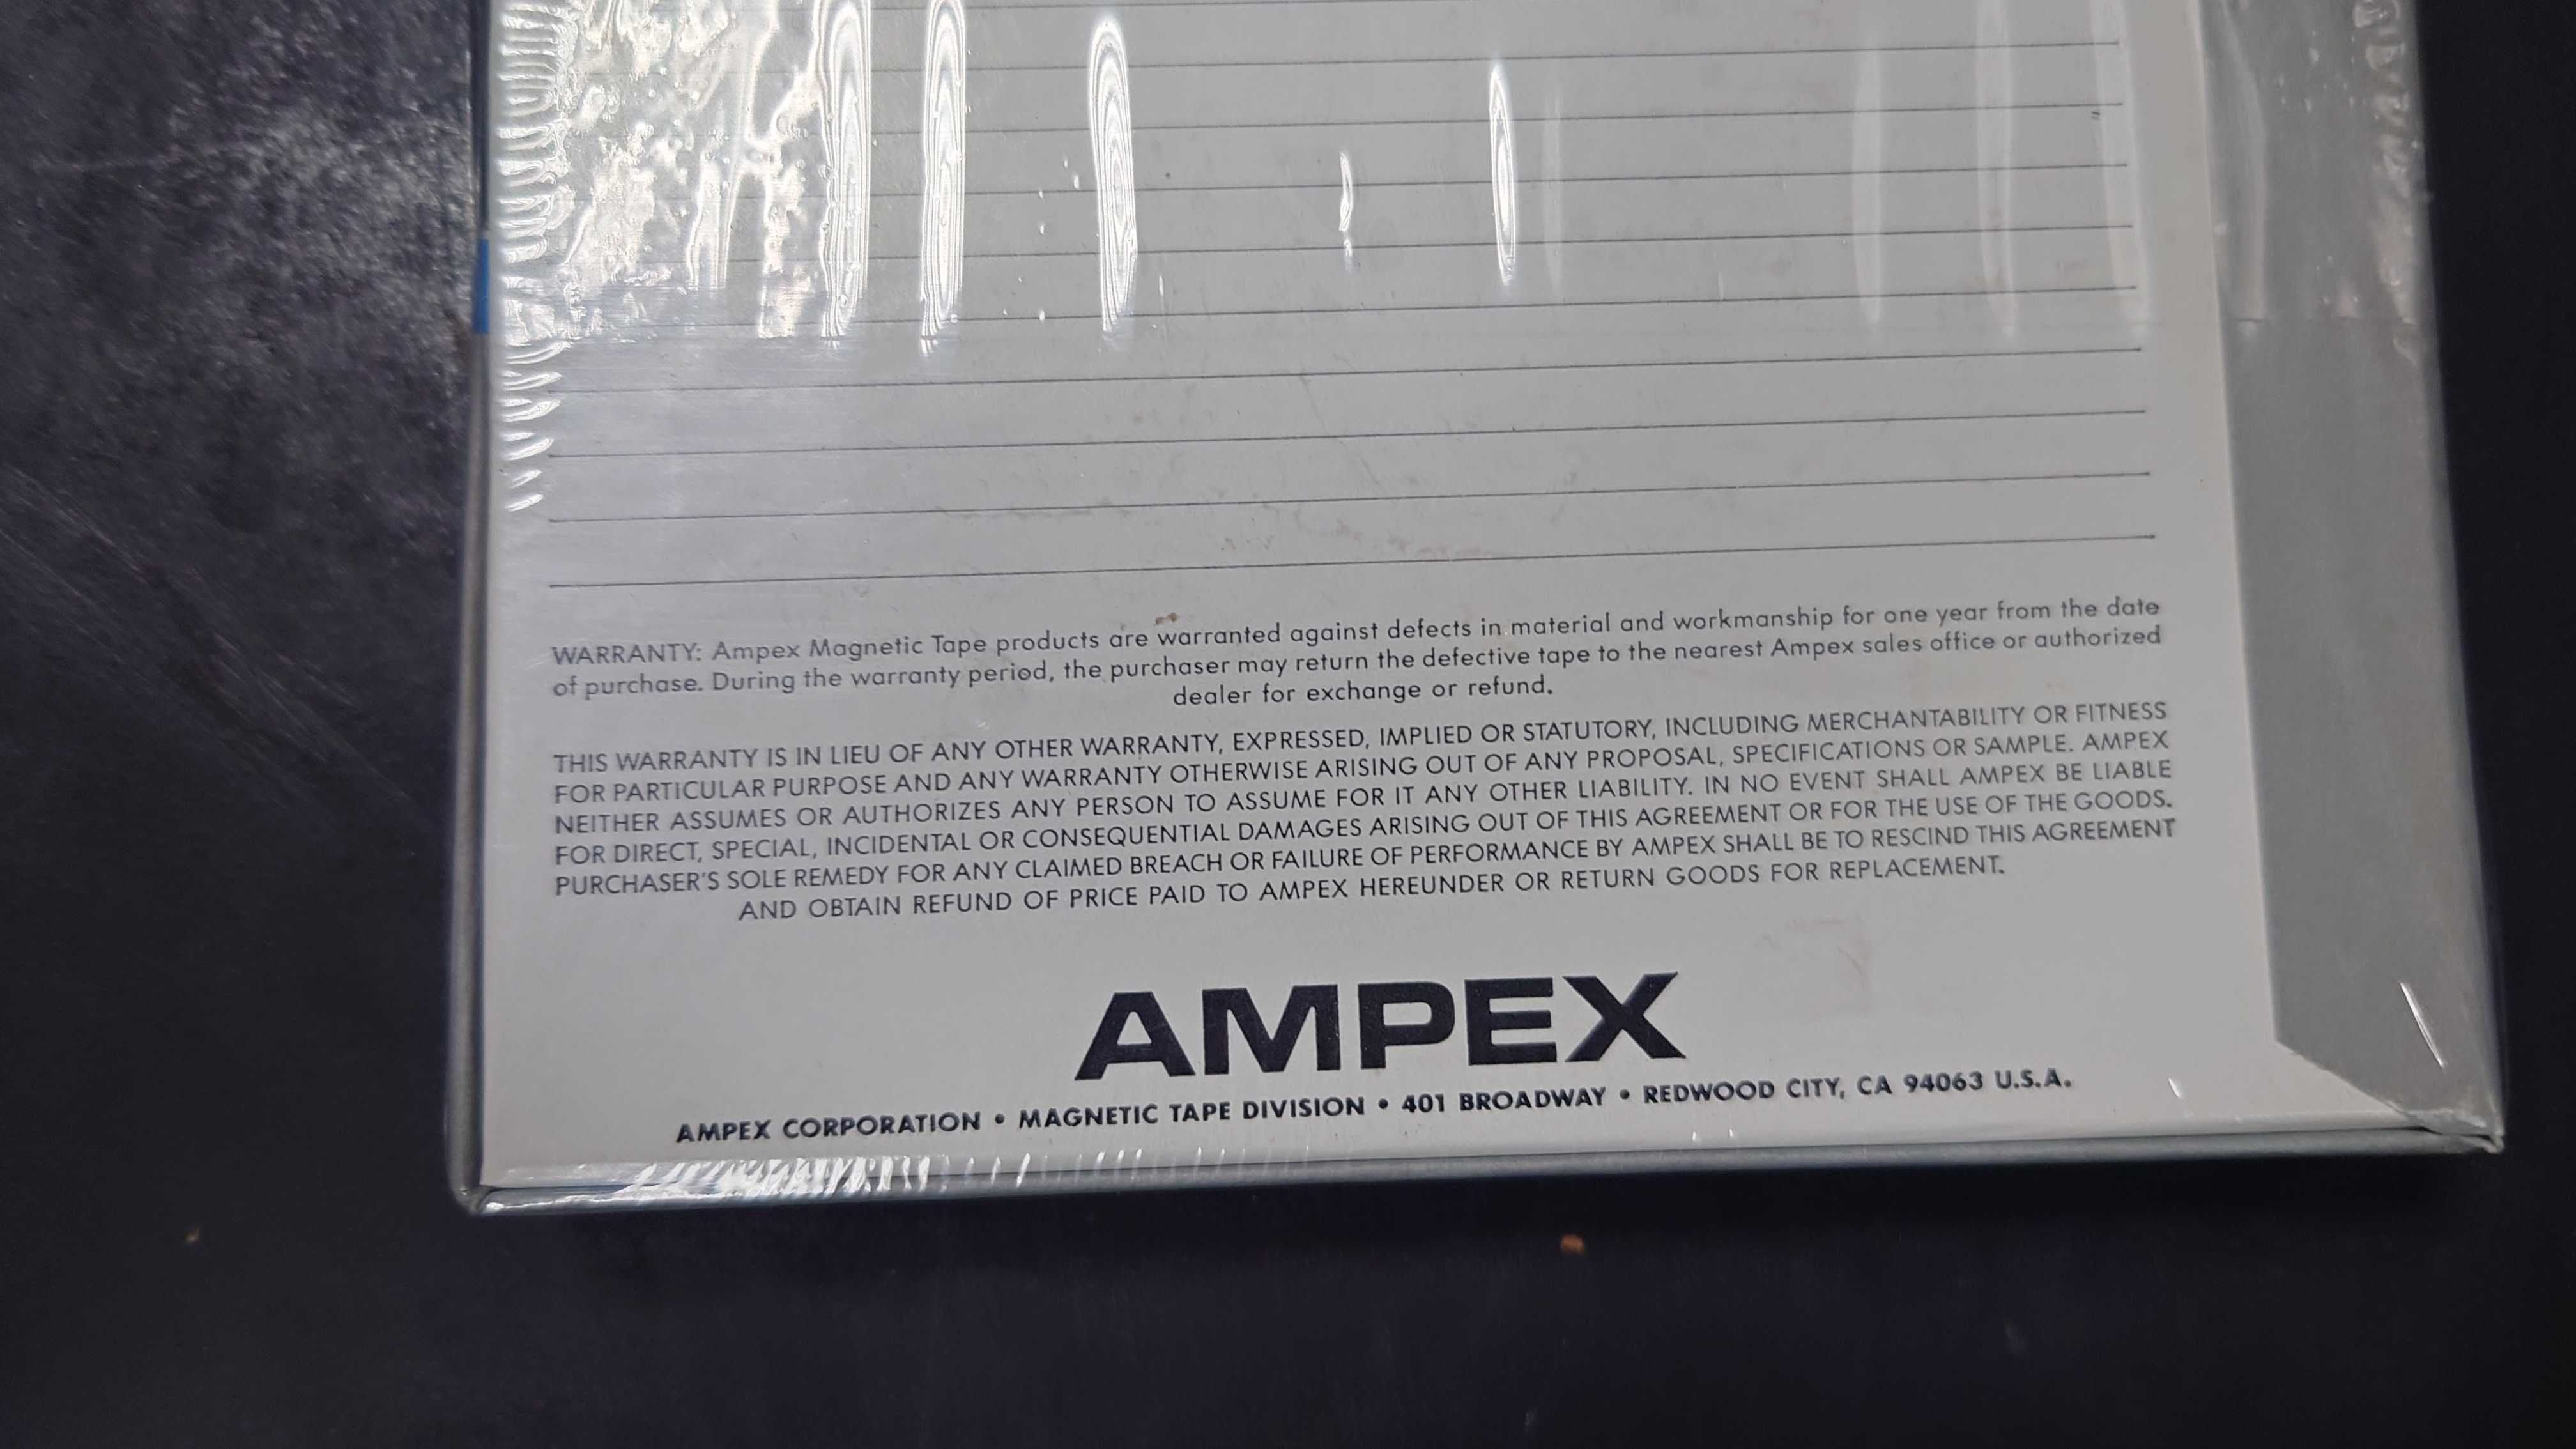 WARRANTY: Ampex Magnetic Tape products are warranted against defects in material and workmanship for one year from the date
of purchase. During the warranty period, the purchaser may return the defective tape to the nearest Ampex sales office or authorized
dealer for exchange or refund.
THIS WARRANTY IS IN LIEU OF ANY OTHER WARRANTY, EXPRESSED, IMPLIED OR STATUTORY, INCLUDING MERCHANTABILITY OR FITNESS
FOR PARTICULAR PURPOSE AND ANY WARRANTY OTHERWISE ARISING OUT OF ANY PROPOSAL, SPECIFICATIONS OR SAMPLE. AMPEX
NEITHER ASSUMES OR AUTHORIZES ANY PERSON TO ASSUME FOR IT ANY OTHER LIABILITY. IN NO EVENT SHALL AMPEX BE LIABLE
FOR DIRECT, SPECIAL, INCIDENTAL OR CONSEQUENTIAL DAMAGES ARISING OUT OF THIS AGREEMENT OR FOR THE USE OF THE GOODS.
PURCHASER'S SOLE REMEDY FOR ANY CLAIMED BREACH OR FAILURE OF PERFORMANCE BY AMPEX SHALL BE TO RESCIND THIS AGREEMENT
AND OBTAIN REFUND OF PRICE PAID TO AMPEX HEREUNDER OR RETURN GOODS FOR REPLACEMENT.
AMPEX
AMPEX CORPORATION • MAGNETIC TAPE DIVISION • 401 BROADWAY • REDWOOD CITY, CA 94063 U.S.A.